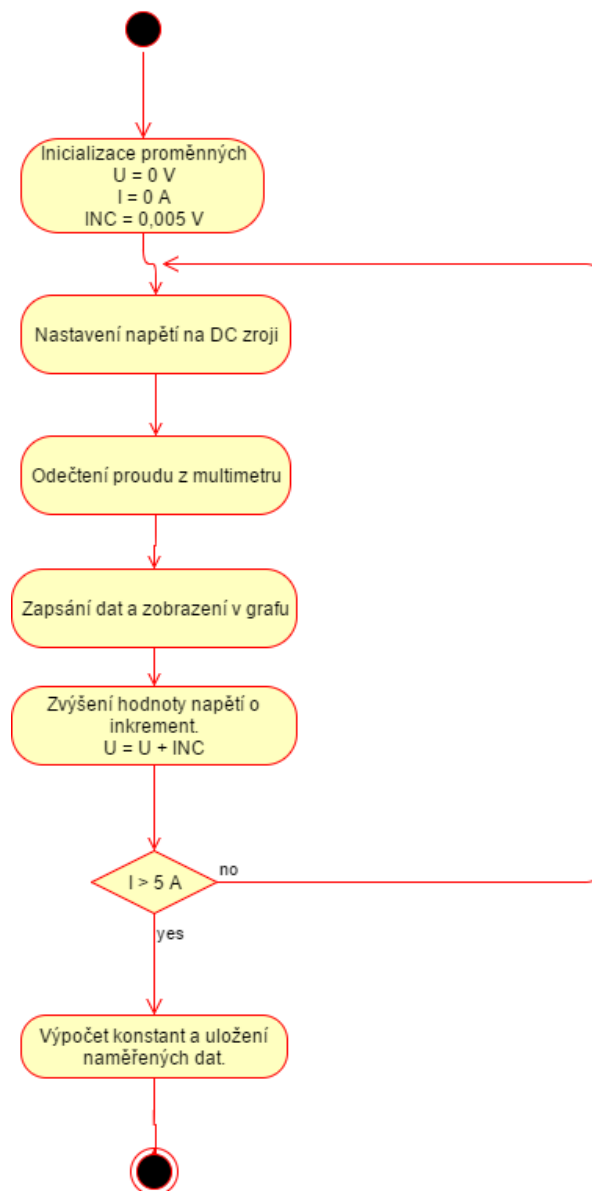 Inicializace proměnných
U = 0 V
I = 0 A
INC = 0,005 V
Nastavení napětí na DC zroji
Odečtení proudu z multimetru
Zapsání dat a zobrazení v grafu
Zvýšení hodnoty napětí o
inkrement.
U = U + INC
I > 5 A
no
yes
Výpočet konstant a uložení
naměřených dat.